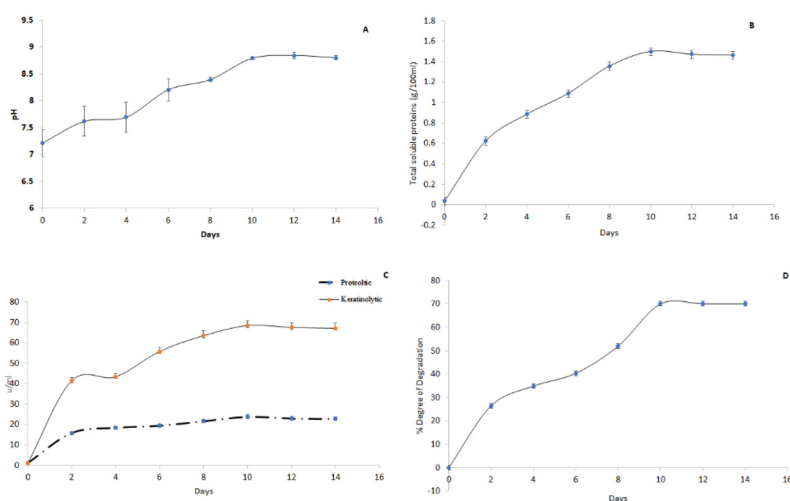 A
9.5
9
8.5
8
7.5
7
6.5
6
pH
0 2 4 6 8 10 12 14 16
Days
B
1.8
1.6
1.4
1.2
1
0.8
0.6
0.4
0.2
0
-0.2
Total soluble proteins (g/100ml)
0 2 4 6 8 10 12 14 16
Days
C
Proteoltic
Keratinolytic
80
70
60
50
40
30
20
10
0
u/ml
0 2 4 6 8 10 12 14 16
Days
D
80
70
60
50
40
30
20
10
0
-10
% Degree of Degradation
0 2 4 6 8 10 12 14 16
Days